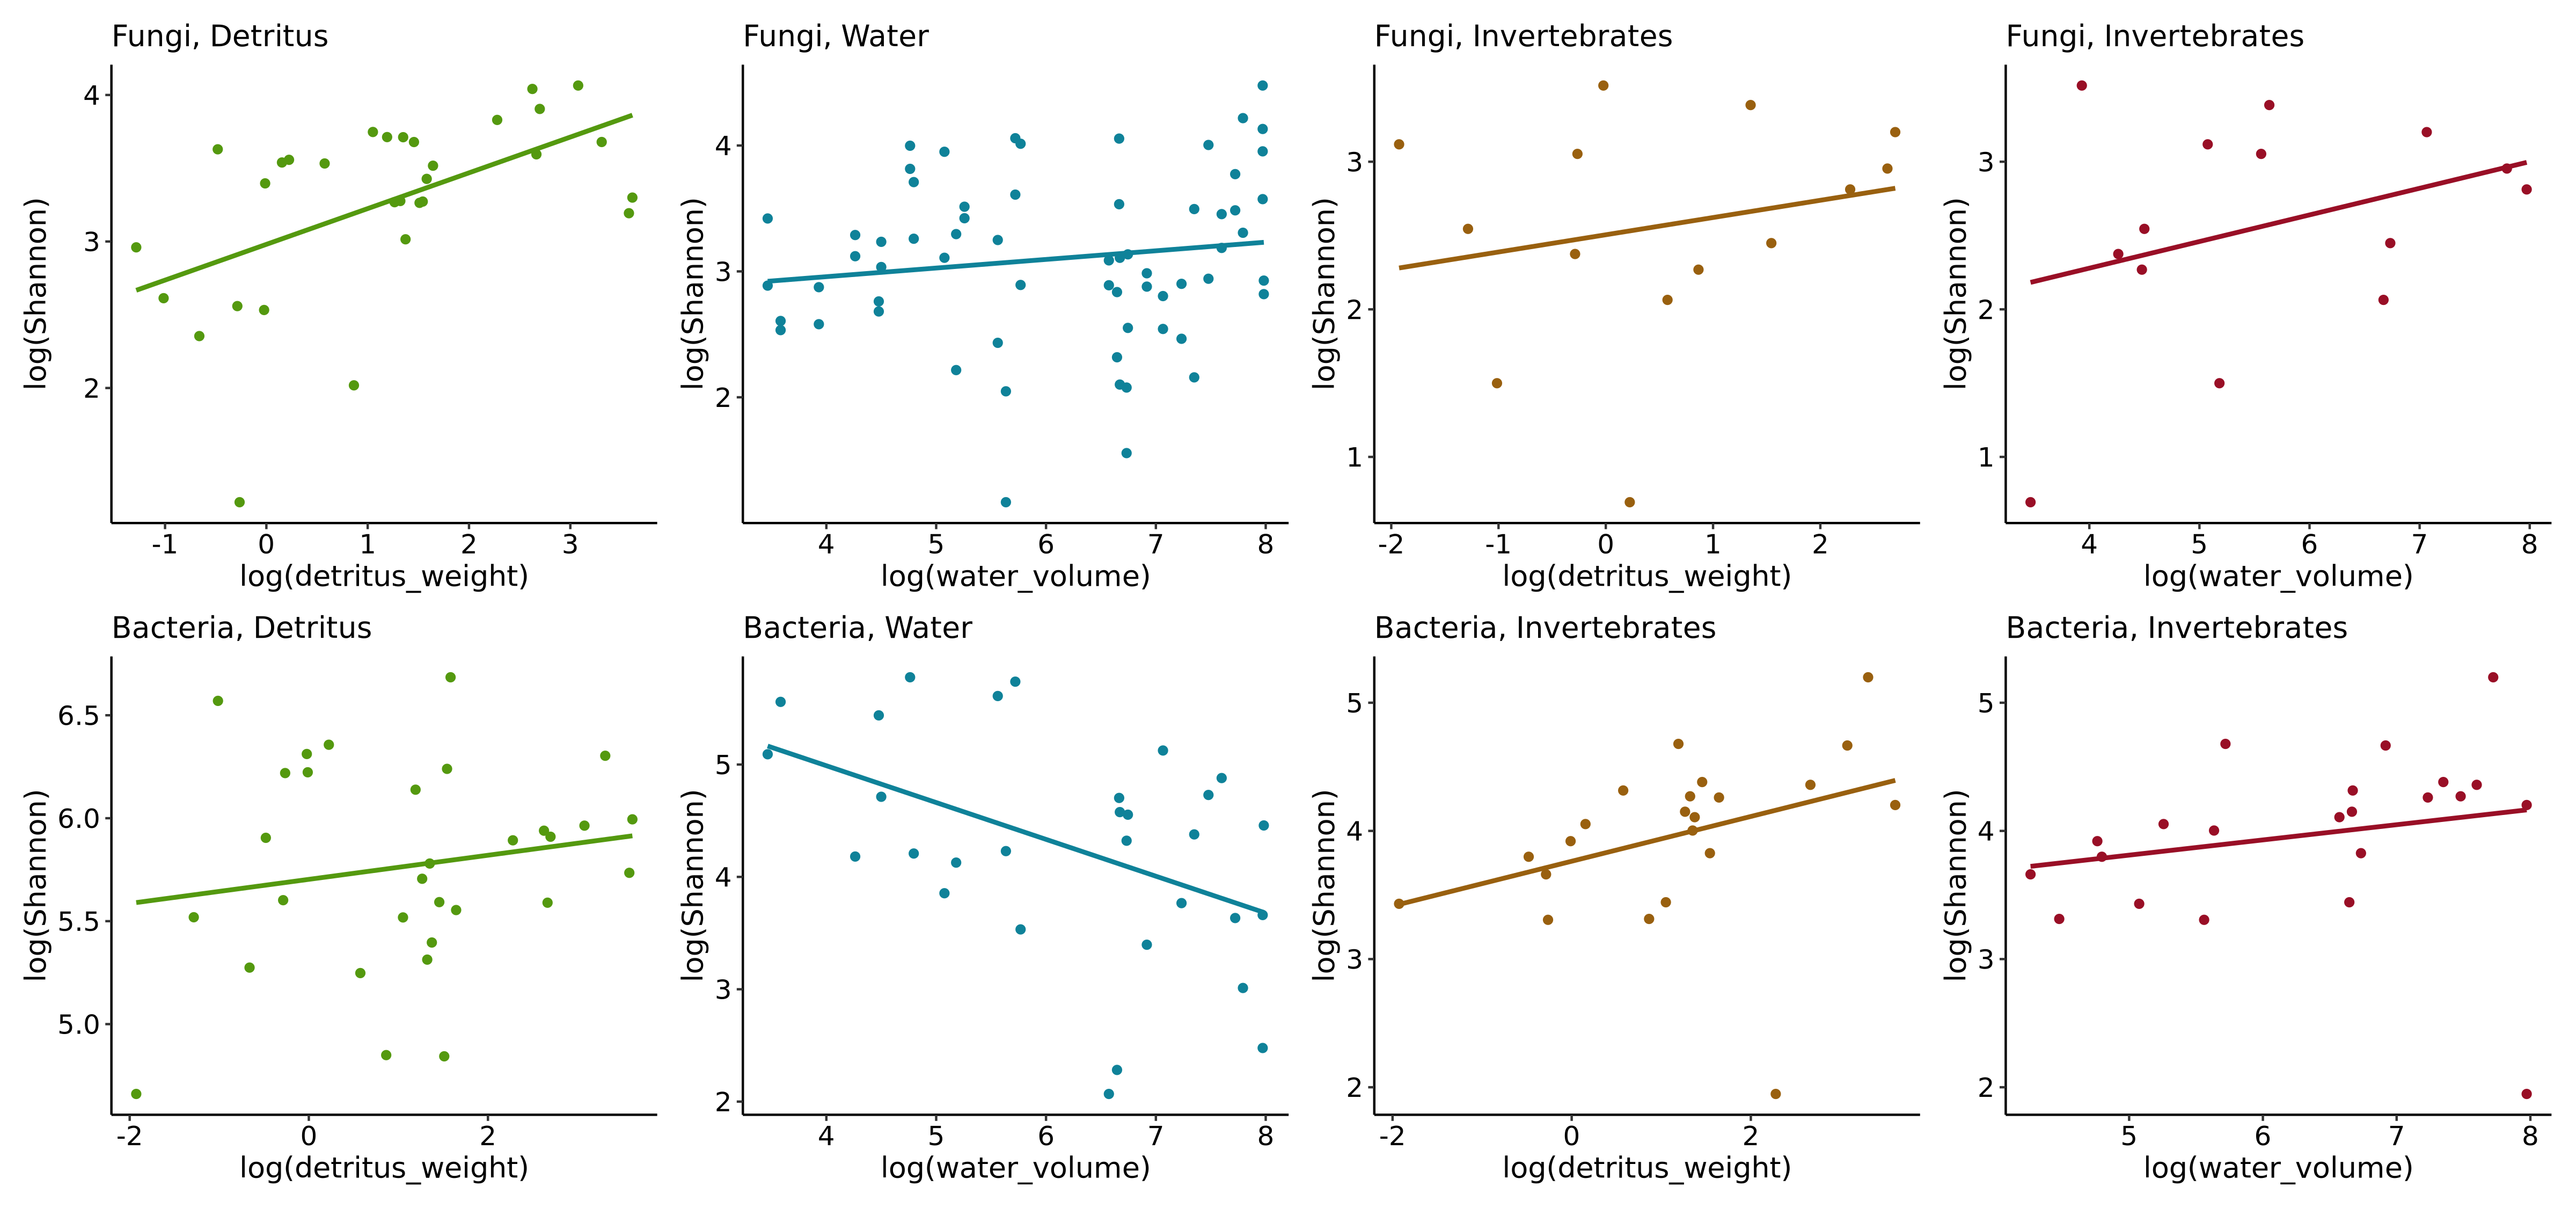 Fungi, Detritus
log(Shannon)
4
3
2
-1 0 1 2 3
log(detritus_weight)
Fungi, Water
log(Shannon)
4
3
2
4 5 6 7 8
log(water_volume)
Fungi, Invertebrates
log(Shannon)
3
2
1
-2 -1 0 1 2
log(detritus_weight)
Fungi, Invertebrates
log(Shannon)
3
2
1
4 5 6 7 8
log(water_volume)
Bacteria, Detritus
log(Shannon)
6.5
6.0
5.5
5.0
-2 0 2
log(detritus_weight)
Bacteria, Water
log(Shannon)
5
4
3
2
4 5 6 7 8
log(water_volume)
Bacteria, Invertebrates
log(Shannon)
5
4
3
2
-2 0 2
log(detritus_weight)
Bacteria, Invertebrates
log(Shannon)
5
4
3
2
5 6 7 8
log(water_volume)